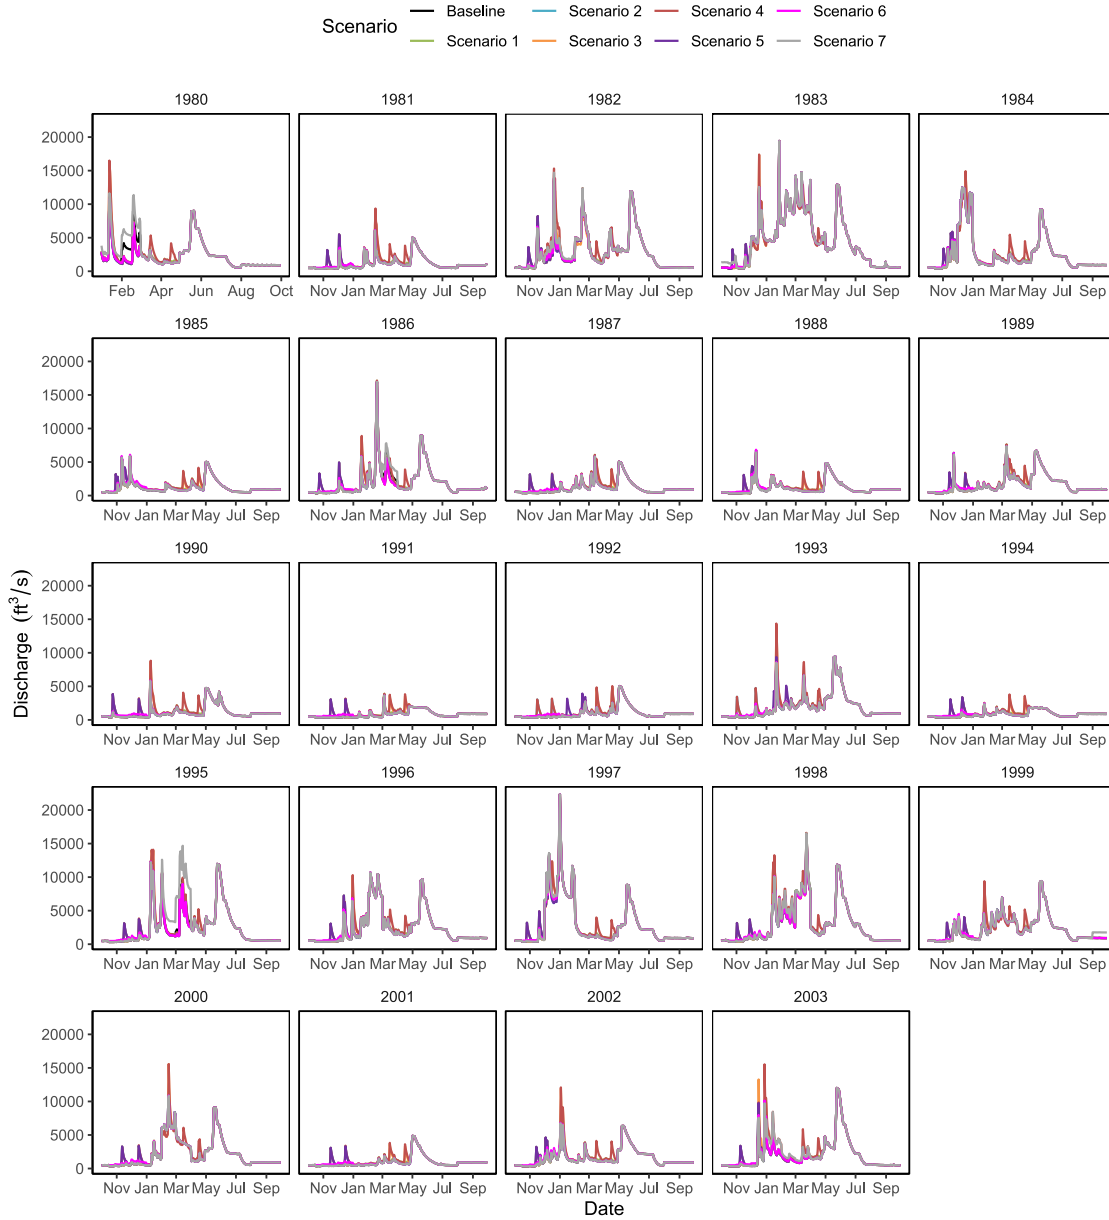 Scenario
Baseline Scenario 2 Scenario 4 Scenario 6
Scenario 1 Scenario 3 Scenario 5 Scenario 7
1980 1981 1982 1983 1984
20000
15000
10000
5000
0
Feb Apr Jun Aug Oct Nov Jan Mar May Jul Sep Nov Jan Mar May Jul Sep Nov Jan Mar May Jul Sep Nov Jan Mar May Jul Sep
1985 1986 1987 1988 1989
20000
15000
10000
5000
0
Nov Jan Mar May Jul Sep Nov Jan Mar May Jul Sep Nov Jan Mar May Jul Sep Nov Jan Mar May Jul Sep Nov Jan Mar May Jul Sep
1990 1991 1992 1993 1994
20000
15000
10000
5000
0
Nov Jan Mar May Jul Sep Nov Jan Mar May Jul Sep Nov Jan Mar May Jul Sep Nov Jan Mar May Jul Sep Nov Jan Mar May Jul Sep
Discharge (ft³/s)
1995 1996 1997 1998 1999
20000
15000
10000
5000
0
Nov Jan Mar May Jul Sep Nov Jan Mar May Jul Sep Nov Jan Mar May Jul Sep Nov Jan Mar May Jul Sep Nov Jan Mar May Jul Sep
2000 2001 2002 2003
20000
15000
10000
5000
0
Nov Jan Mar May Jul Sep Nov Jan Mar May Jul Sep Nov Jan Mar May Jul Sep Nov Jan Mar May Jul Sep
Date